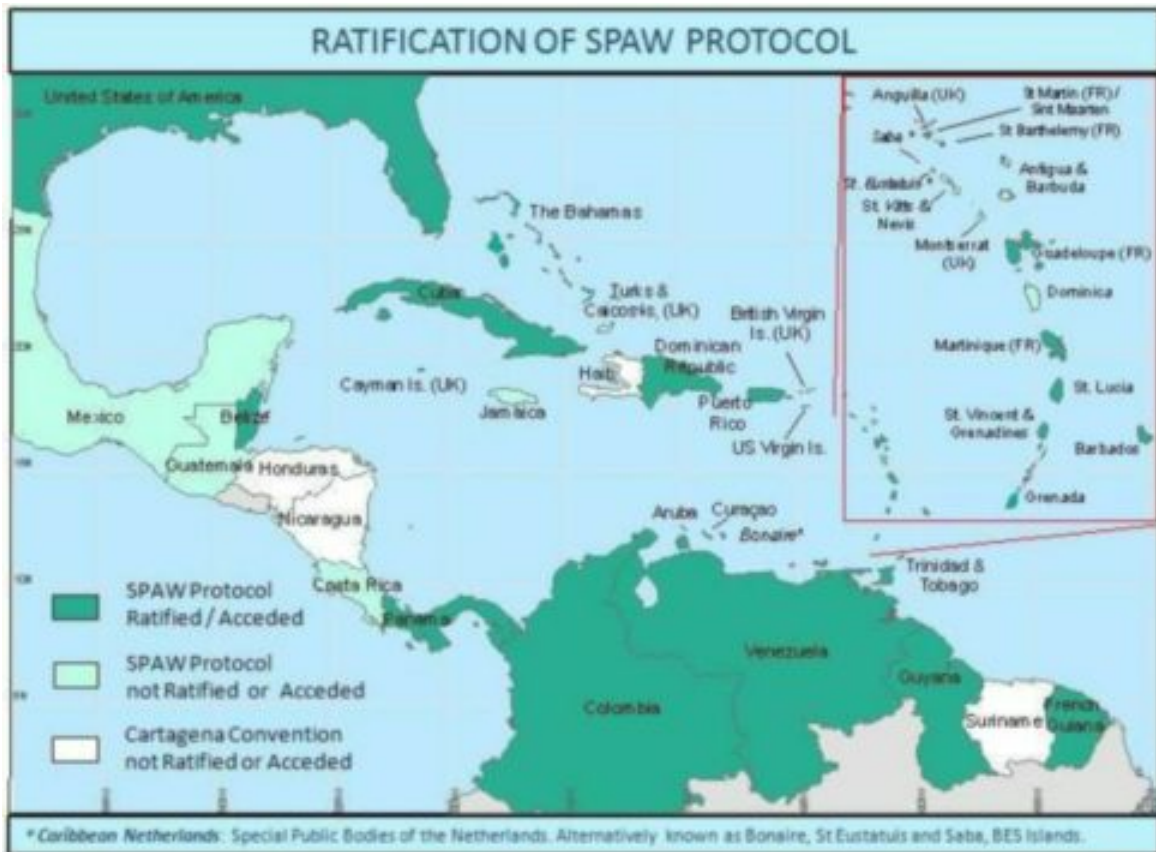 RATIFICATION OF SPAW PROTOCOL
United States of America
Anguilla (UK)
St Martin (FR) /
Sint Maarten
St Barthelemy (FR)
Saba
Antigua &
Barbuda
St. Eustatuis
St. Kitts &
Nevis
The Bahamas
Montserrat
(UK)
Guadeloupe (FR)
Cuba
Turks &
Caicos Is, (UK)
British Virgin
Is. (UK)
Dominica
Dominican
Republic
Martinique (FR)
Haiti
Cayman Is. (UK)
Jamaica
Puerto
Rico
St. Lucia
Mexico
Belize
US Virgin Is.
St. Vincent &
Grenadines
Barbados
Guatemala
Honduras
Grenada
Nicaragua
Aruba
Curaçao
Bonaire*
Costa Rica
Trinidad &
Tobago
SPAW Protocol
Ratified / Acceded
Panama
Venezuela
SPAW Protocol
not Ratified or Acceded
Guyana
Colombia
Suriname
French
Guiana
Cartagena Convention
not Ratified or Acceded
* Caribbean Netherlands: Special Public Bodies of the Netherlands. Alternatively known as Bonaire, St Eustatuis and Saba, BES Islands.